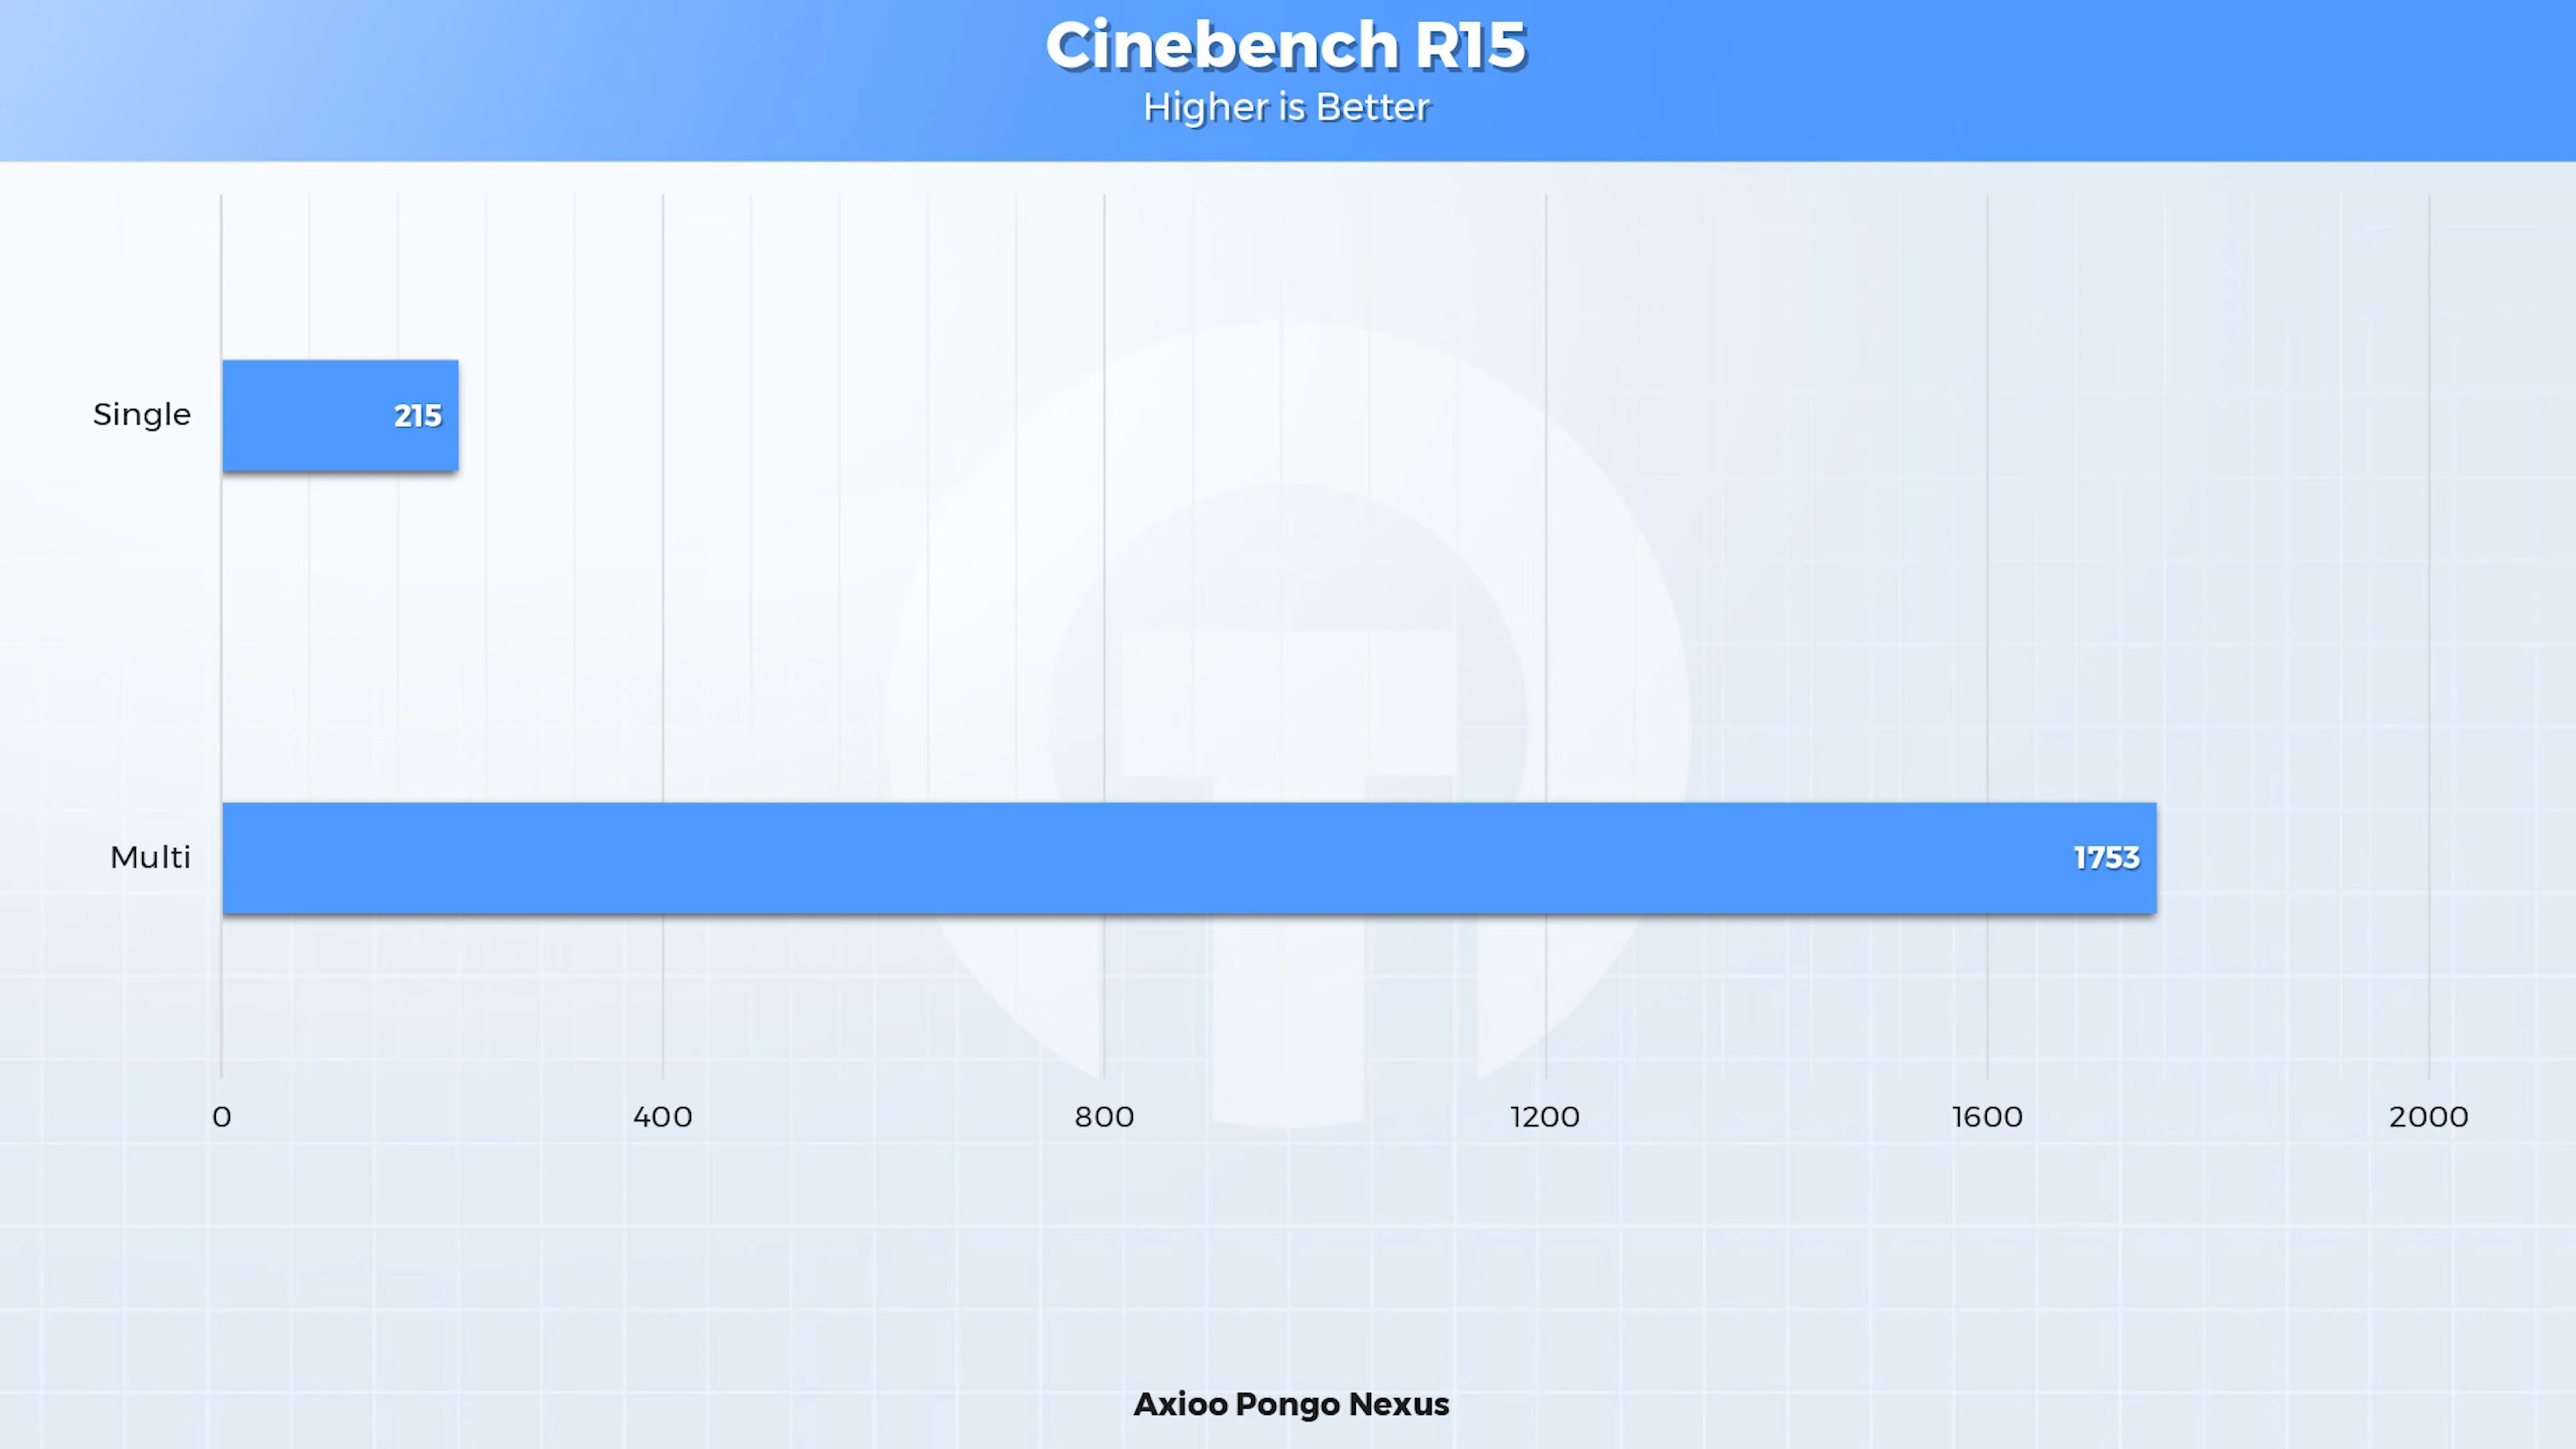 Cinebench R15
Higher is Better
Single
215
Multi
1753
0
400
800
1200
1600
2000
Axioo Pongo Nexus